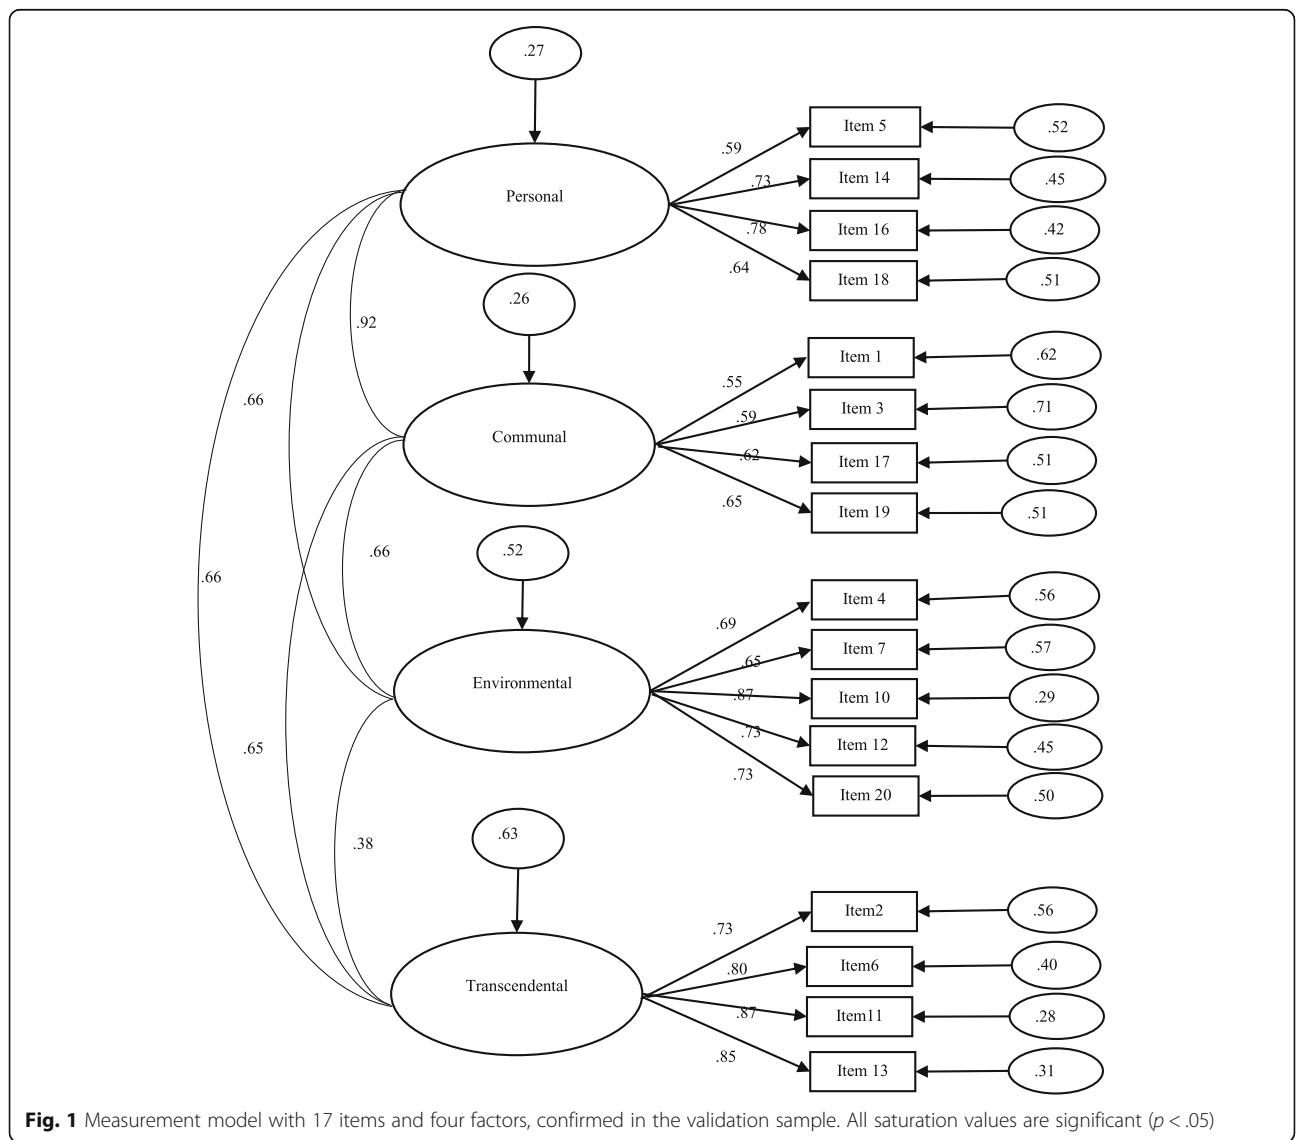 .27
Personal
.59
.73
.78
.64
Item 5
.52
Item 14
.45
Item 16
.42
Item 18
.51
.92
.66
.66
.26
Communal
.55
.59
.62
.65
Item 1
.62
Item 3
.71
Item 17
.51
Item 19
.51
.66
.65
.52
Environmental
.69
.65
.87
.73
.73
Item 4
.56
Item 7
.57
Item 10
.29
Item 12
.45
Item 20
.50
.38
.63
Transcendental
.73
.80
.87
.85
Item2
.56
Item6
.40
Item11
.28
Item 13
.31
Fig. 1 Measurement model with 17 items and four factors, confirmed in the validation sample. All saturation values are significant (p < .05)